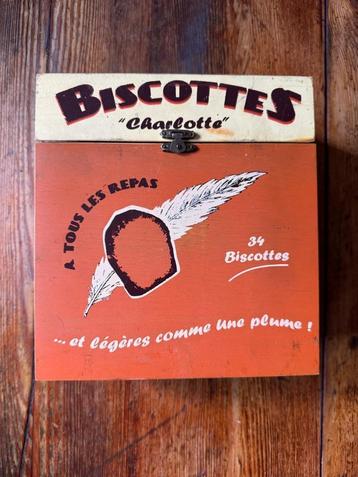 BISCOTTES
"Charlotte"
A TOUS LES REPAS
34
Biscottes
... et légères comme une plume !